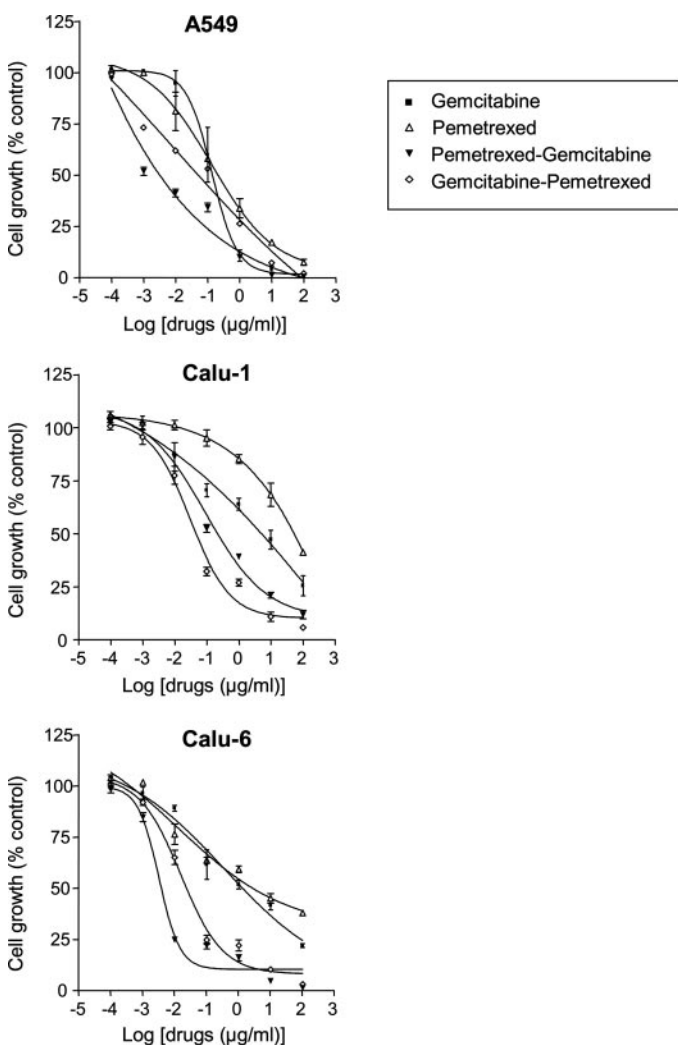 A549
Cell growth (% control)
125
100
75
50
25
0
-5 -4 -3 -2 -1 0 1 2 3
Log [drugs (µg/ml)]
Gemcitabine
Pemetrexed
Pemetrexed-Gemcitabine
Gemcitabine-Pemetrexed
Calu-1
Cell growth (% control)
125
100
75
50
25
0
-5 -4 -3 -2 -1 0 1 2 3
Log [drugs (µg/ml)]
Calu-6
Cell growth (% control)
125
100
75
50
25
0
-5 -4 -3 -2 -1 0 1 2 3
Log [drugs (µg/ml)]